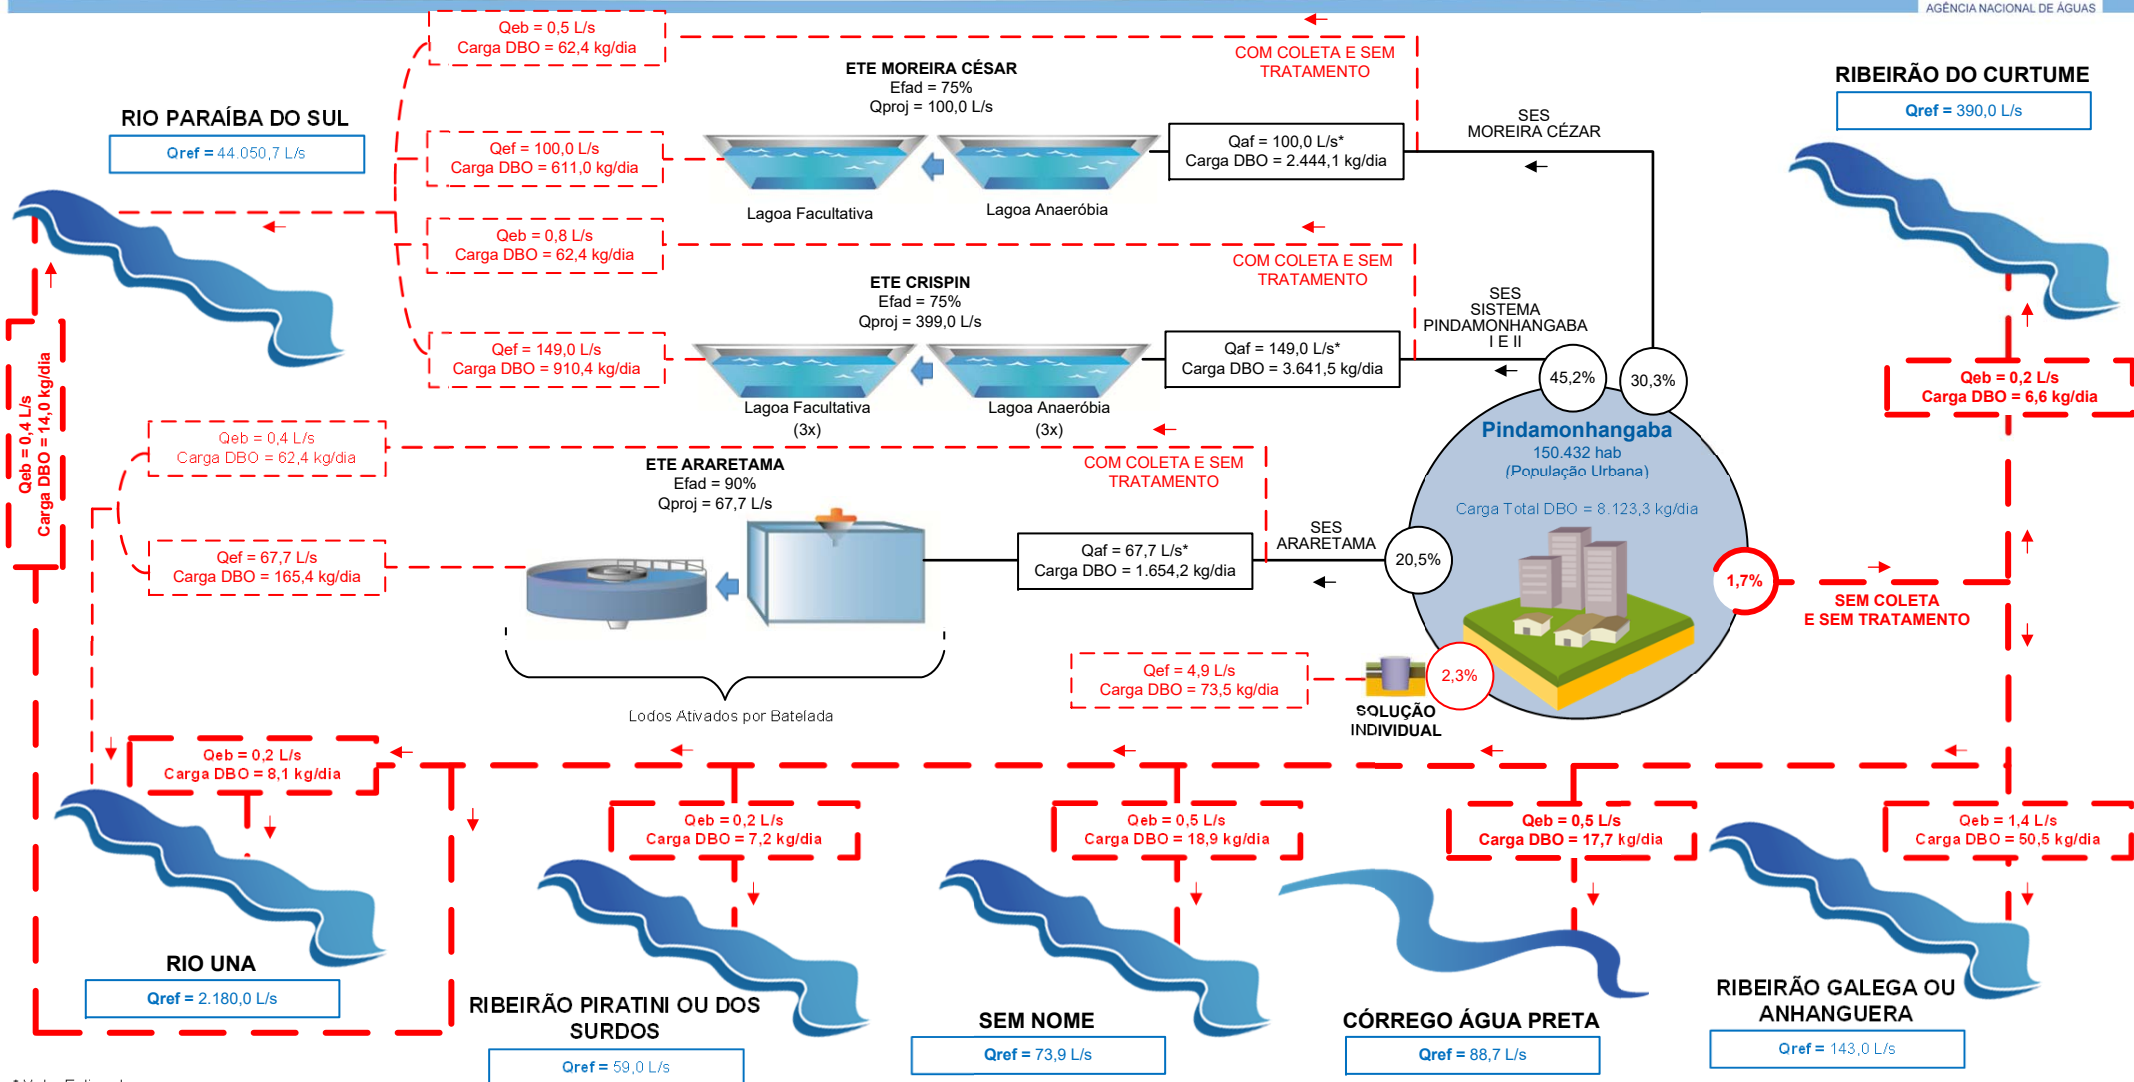 AGÊNCIA NACIONAL DE ÁGUAS
Qeb = 0,5 L/s
Carga DBO = 62,4 kg/dia
COM COLETA E SEM
TRATAMENTO
ETE MOREIRA CÉSAR
Efad = 75%
Qproj = 100,0 L/s
RIBEIRÃO DO CURTUME
Qref = 390,0 L/s
RIO PARAÍBA DO SUL
Qref = 44.050,7 L/s
SES
MOREIRA CÉZAR
Qef = 100,0 L/s
Carga DBO = 611,0 kg/dia
Qaf = 100,0 L/s*
Carga DBO = 2.444,1 kg/dia
Lagoa Facultativa
Lagoa Anaeróbia
Qeb = 0,8 L/s
Carga DBO = 62,4 kg/dia
COM COLETA E SEM
TRATAMENTO
ETE CRISPIN
Efad = 75%
Qproj = 399,0 L/s
SES
SISTEMA
PINDAMONHANGABA
I E II
Qef = 149,0 L/s
Carga DBO = 910,4 kg/dia
Qaf = 149,0 L/s*
Carga DBO = 3.641,5 kg/dia
45,2%
30,3%
Lagoa Facultativa
(3x)
Lagoa Anaeróbia
(3x)
Qeb = 0,2 L/s
Carga DBO = 6,6 kg/dia
Qeb = 0,4 L/s
Carga DBO = 14,0 kg/dia
Qeb = 0,4 L/s
Carga DBO = 62,4 kg/dia
COM COLETA E SEM
TRATAMENTO
ETE ARARETAMA
Efad = 90%
Qproj = 67,7 L/s
Pindamonhangaba
150.432 hab
(População Urbana)
Carga Total DBO = 8.123,3 kg/dia
SES
ARARETAMA
20,5%
Qef = 67,7 L/s
Carga DBO = 165,4 kg/dia
Qaf = 67,7 L/s*
Carga DBO = 1.654,2 kg/dia
1,7%
SEM COLETA
E SEM TRATAMENTO
Qef = 4,9 L/s
Carga DBO = 73,5 kg/dia
2,3%
SOLUÇÃO
INDIVIDUAL
Lodos Ativados por Batelada
Qeb = 0,2 L/s
Carga DBO = 8,1 kg/dia
Qeb = 0,2 L/s
Carga DBO = 7,2 kg/dia
Qeb = 0,5 L/s
Carga DBO = 18,9 kg/dia
Qeb = 0,5 L/s
Carga DBO = 17,7 kg/dia
Qeb = 1,4 L/s
Carga DBO = 50,5 kg/dia
RIO UNA
Qref = 2.180,0 L/s
RIBEIRÃO PIRATINI OU DOS
SURDOS
Qref = 59,0 L/s
SEM NOME
Qref = 73,9 L/s
CÓRREGO ÁGUA PRETA
Qref = 88,7 L/s
RIBEIRÃO GALEGA OU
ANHANGUERA
Qref = 143,0 L/s